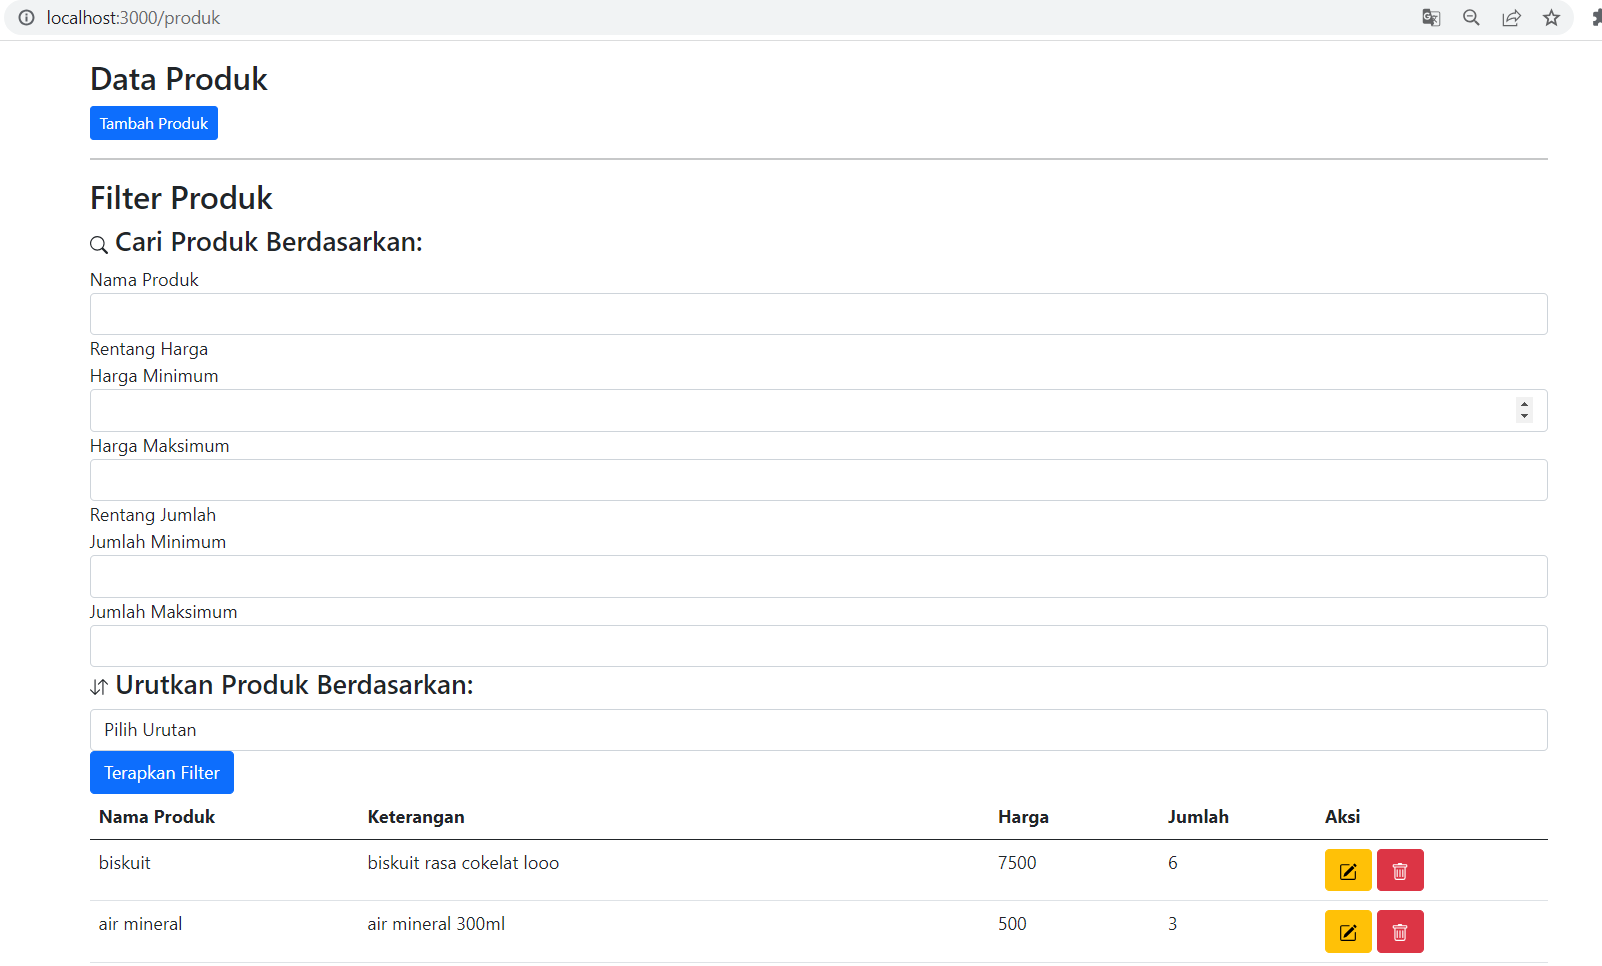 localhost:3000/produk
Data Produk
Tambah Produk
Filter Produk
Cari Produk Berdasarkan:
Nama Produk
Rentang Harga
Harga Minimum
Harga Maksimum
Rentang Jumlah
Jumlah Minimum
Jumlah Maksimum
Urutkan Produk Berdasarkan:
Pilih Urutan
Terapkan Filter
Nama Produk Keterangan Harga Jumlah Aksi
biskuit biskuit rasa cokelat looo 7500 6
air mineral air mineral 300ml 500 3